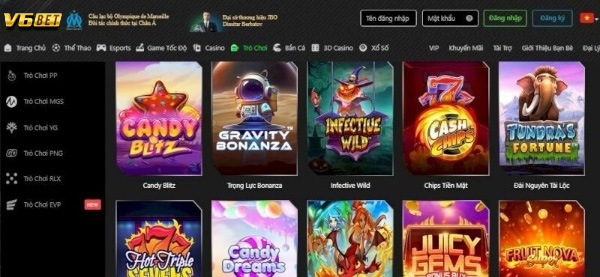 V6BET
Câu lạc bộ Olympique de Marseille
Đối tác chính thức tại Châu Á
Đại sứ thương hiệu JBO
Dimitar Berbatov
Tên đăng nhập
Mật khẩu
Đăng nhập
Đăng ký
Trang Chủ
Thể Thao
Esports
Game Tốc Độ
Casino
Trò Chơi
Bắn Cá
3D Casino
Xổ Số
VIP
Khuyến Mãi
Tài Trợ
Giới Thiệu Bạn Bè
Đại
Trò Chơi PP
Trò Chơi MGS
Trò Chơi YG
Trò Chơi PNG
Trò Chơi RLX
Trò Chơi EVP
NEW
CANDY
BLITZ
GRAVITY
BONANZA
INFECTIVE
WILD
777
CASH
CHIPS
TUNDRA'S
FORTUNE
Candy Blitz
Trọng Lực Bonanza
Infective Wild
Chips Tiền Mặt
Đài Nguyên Tài Lộc
777
Hot Triple
SEVENS
Candy
Dreams
JUICY
GEMS
BONUS BUY
FRUIT NOVA